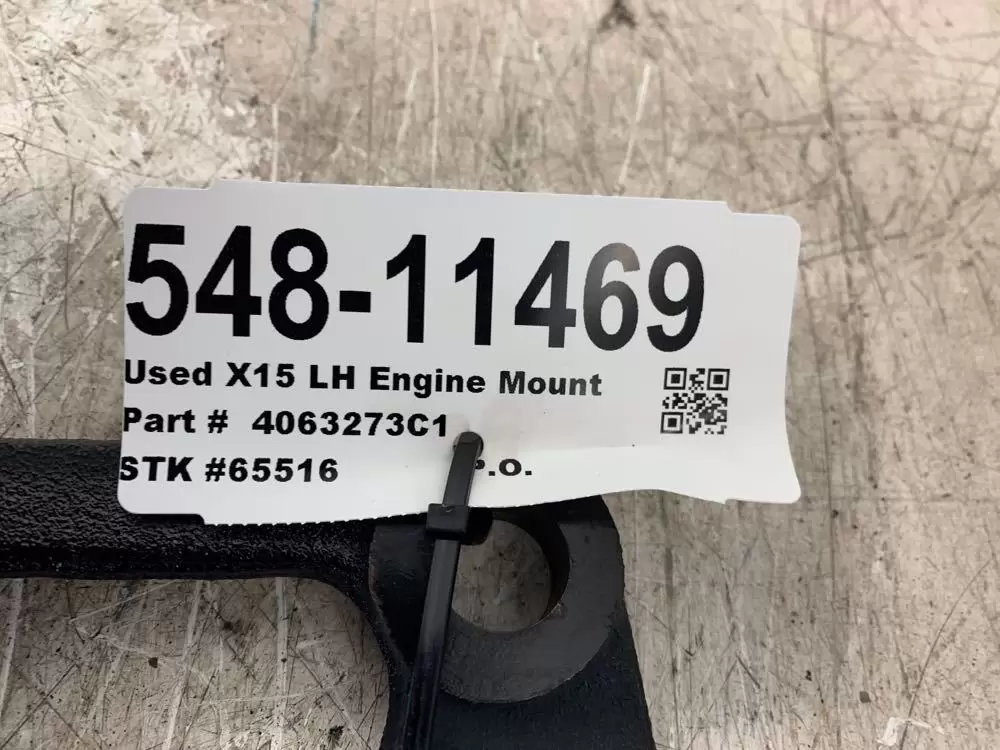 548-11469
Used X15 LH Engine Mount
Part # 4063273C1
STK #65516 P.O.